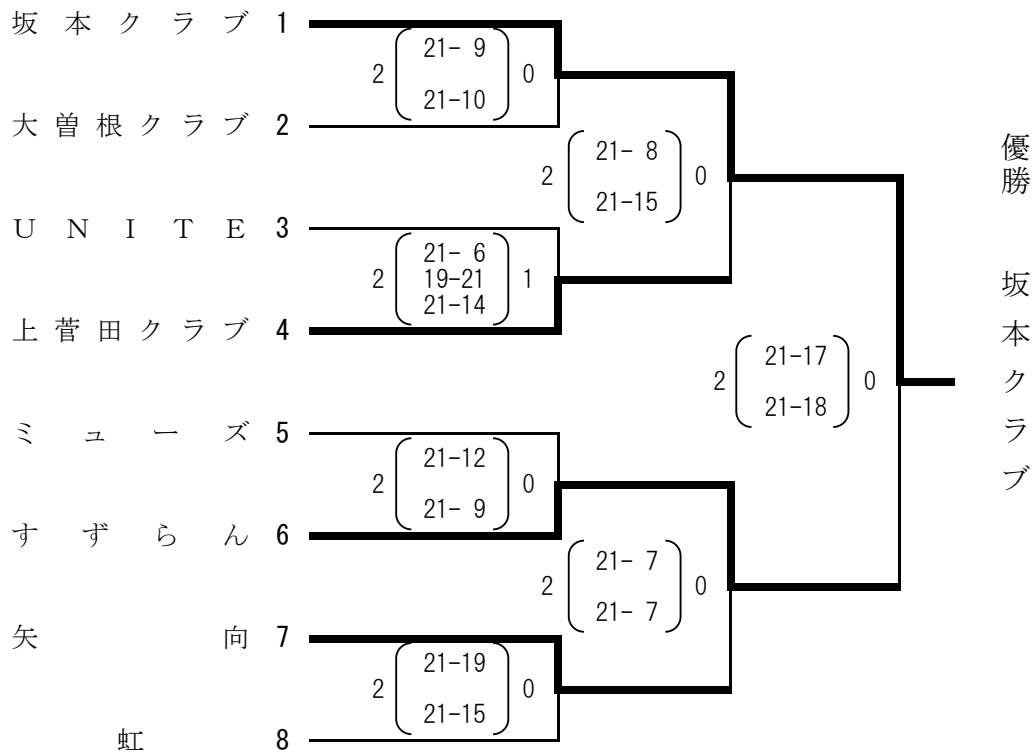 坂本クラブ 1
21- 9
2 0
21-10
大曽根クラブ 2
21- 8
2 0
21-15
UNITE 3
21- 6
2 19-21 1
21-14
上菅田クラブ 4
21-17
2 0
21-18
ミューズ 5
21-12
2 0
21- 9
すずらん 6
21- 7
2 0
21- 7
矢向 7
21-19
2 0
21-15
虹 8
優勝 坂本クラブ